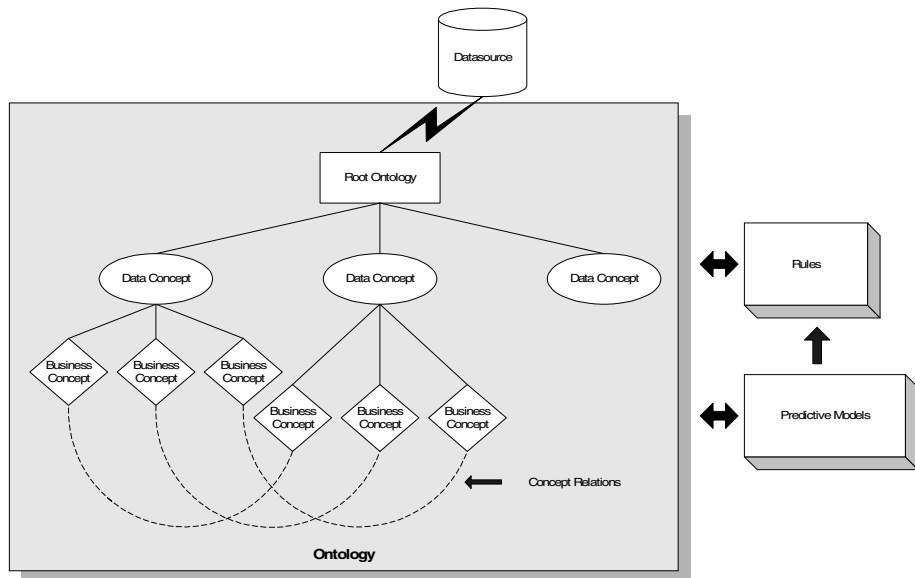 Datasource
Root Ontology
Data Concept
Data Concept
Data Concept
Rules
Business
Concept
Business
Concept
Business
Concept
Business
Concept
Business
Concept
Business
Concept
Predictive Models
Concept Relations
Ontology